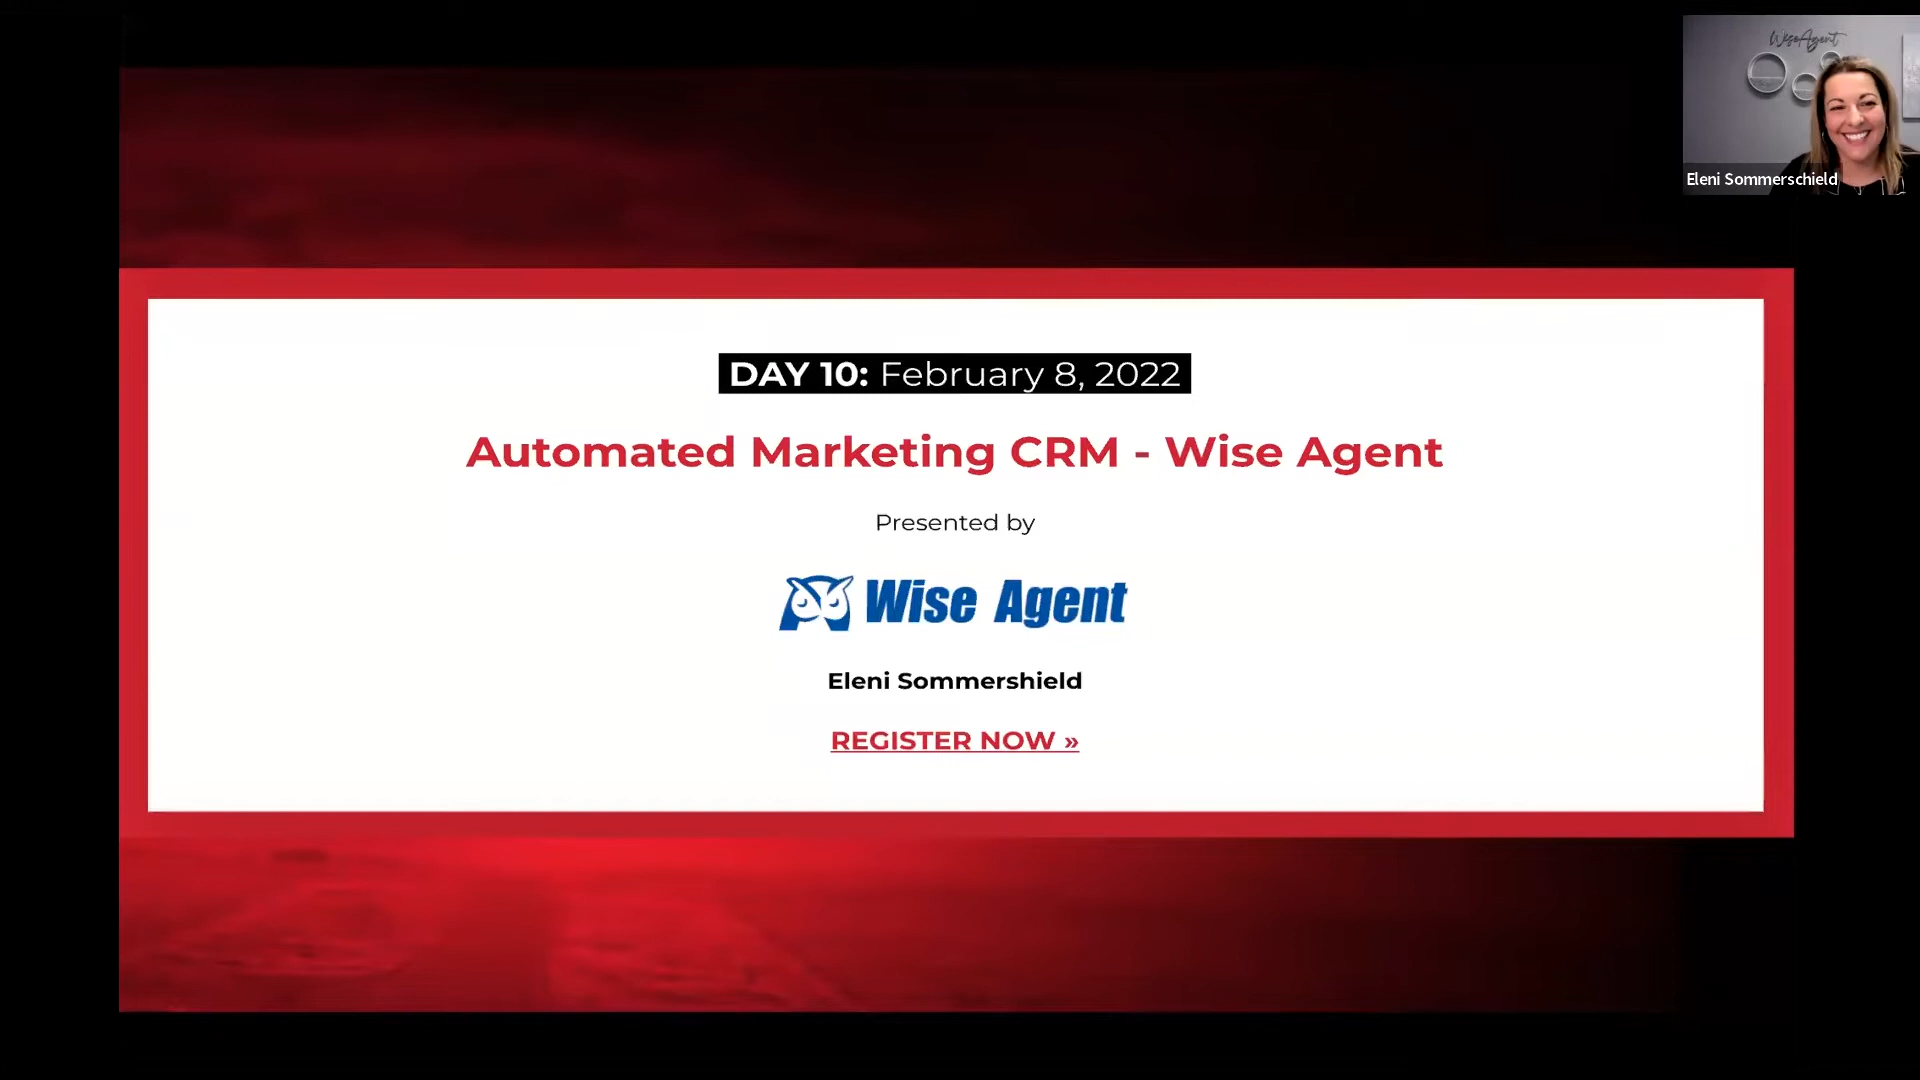 WiseAgent
Eleni Sommerschield
DAY 10: February 8, 2022
Automated Marketing CRM - Wise Agent
Presented by
Wise Agent
Eleni Sommershield
REGISTER NOW »